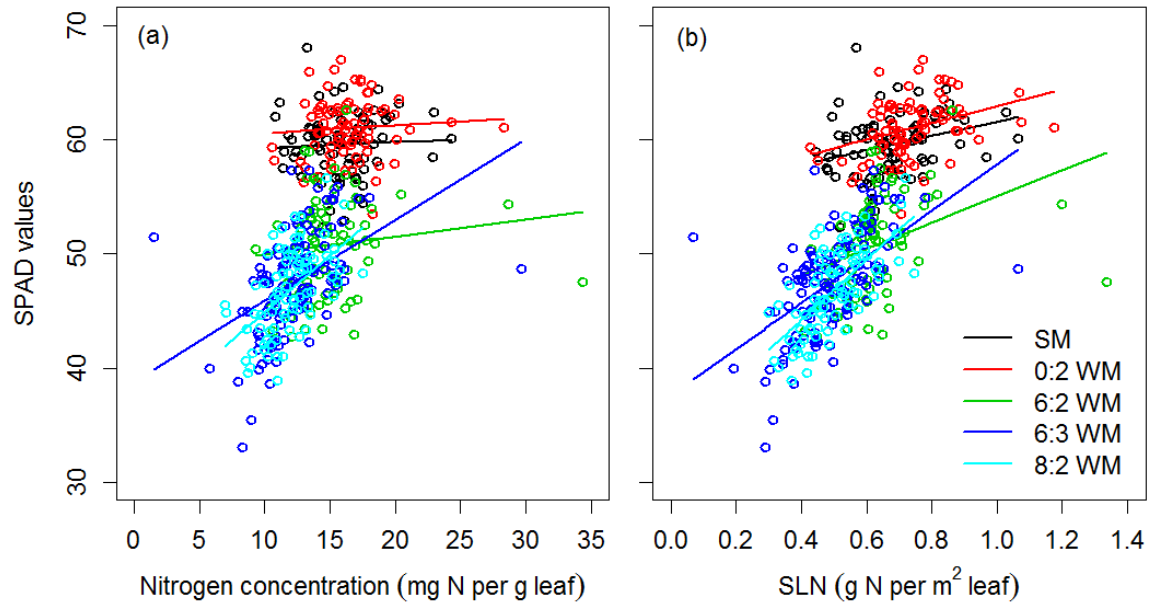 (a)
(b)
SPAD values
70
60
50
40
30
0 5 10 15 20 25 30 35
0.0 0.2 0.4 0.6 0.8 1.0 1.2 1.4
Nitrogen concentration (mg N per g leaf)
SLN (g N per m² leaf)
SM
0:2 WM
6:2 WM
6:3 WM
8:2 WM